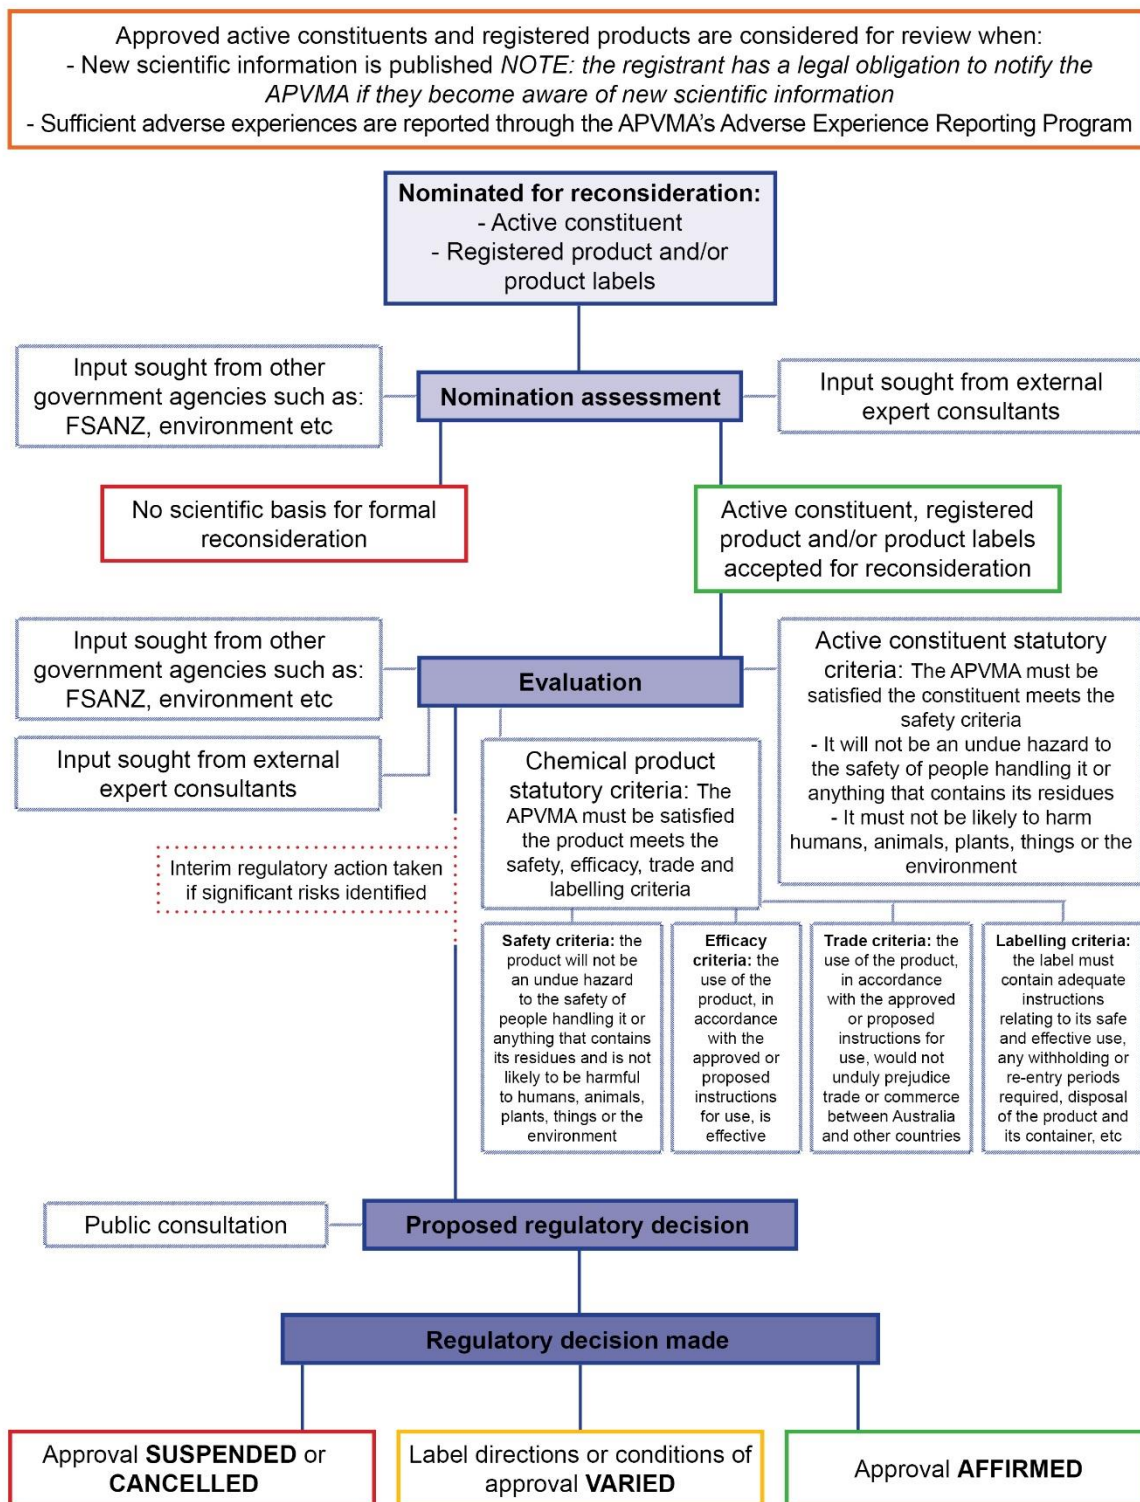 Approved active constituents and registered products are considered for review when:
- New scientific information is published NOTE: the registrant has a legal obligation to notify the
APVMA if they become aware of new scientific information
- Sufficient adverse experiences are reported through the APVMA's Adverse Experience Reporting Program
Nominated for reconsideration:
- Active constituent
- Registered product and/or
product labels
Input sought from other
government agencies such as:
FSANZ, environment etc
Nomination assessment
Input sought from external
expert consultants
No scientific basis for formal
reconsideration
Active constituent, registered
product and/or product labels
accepted for reconsideration
Input sought from other
government agencies such as:
FSANZ, environment etc
Evaluation
Active constituent statutory
criteria: The APVMA must be
satisfied the constituent meets the
safety criteria
- It will not be an undue hazard to
the safety of people handling it or
anything that contains its residues
- It must not be likely to harm
humans, animals, plants, things or the
environment
Input sought from external
expert consultants
Chemical product
statutory criteria: The
APVMA must be satisfied
the product meets the
safety, efficacy, trade and
labelling criteria
Interim regulatory action taken
if significant risks identified
Safety criteria: the
product will not be
an undue hazard
to the safety of
people handling it or
anything that contains
its residues and is not
likely to be harmful
to humans, animals,
plants, things or the
environment
Efficacy
criteria: the
use of the
product, in
accordance
with the
approved or
proposed
instructions
for use, is
effective
Trade criteria: the
use of the product,
in accordance
with the approved
or proposed
instructions for
use, would not
unduly prejudice
trade or commerce
between Australia
and other countries
Labelling criteria:
the label must
contain adequate
instructions
relating to its safe
and effective use,
any withholding or
re-entry periods
required, disposal
of the product and
its container, etc
Public consultation
Proposed regulatory decision
Regulatory decision made
Approval SUSPENDED or
CANCELLED
Label directions or conditions of
approval VARIED
Approval AFFIRMED